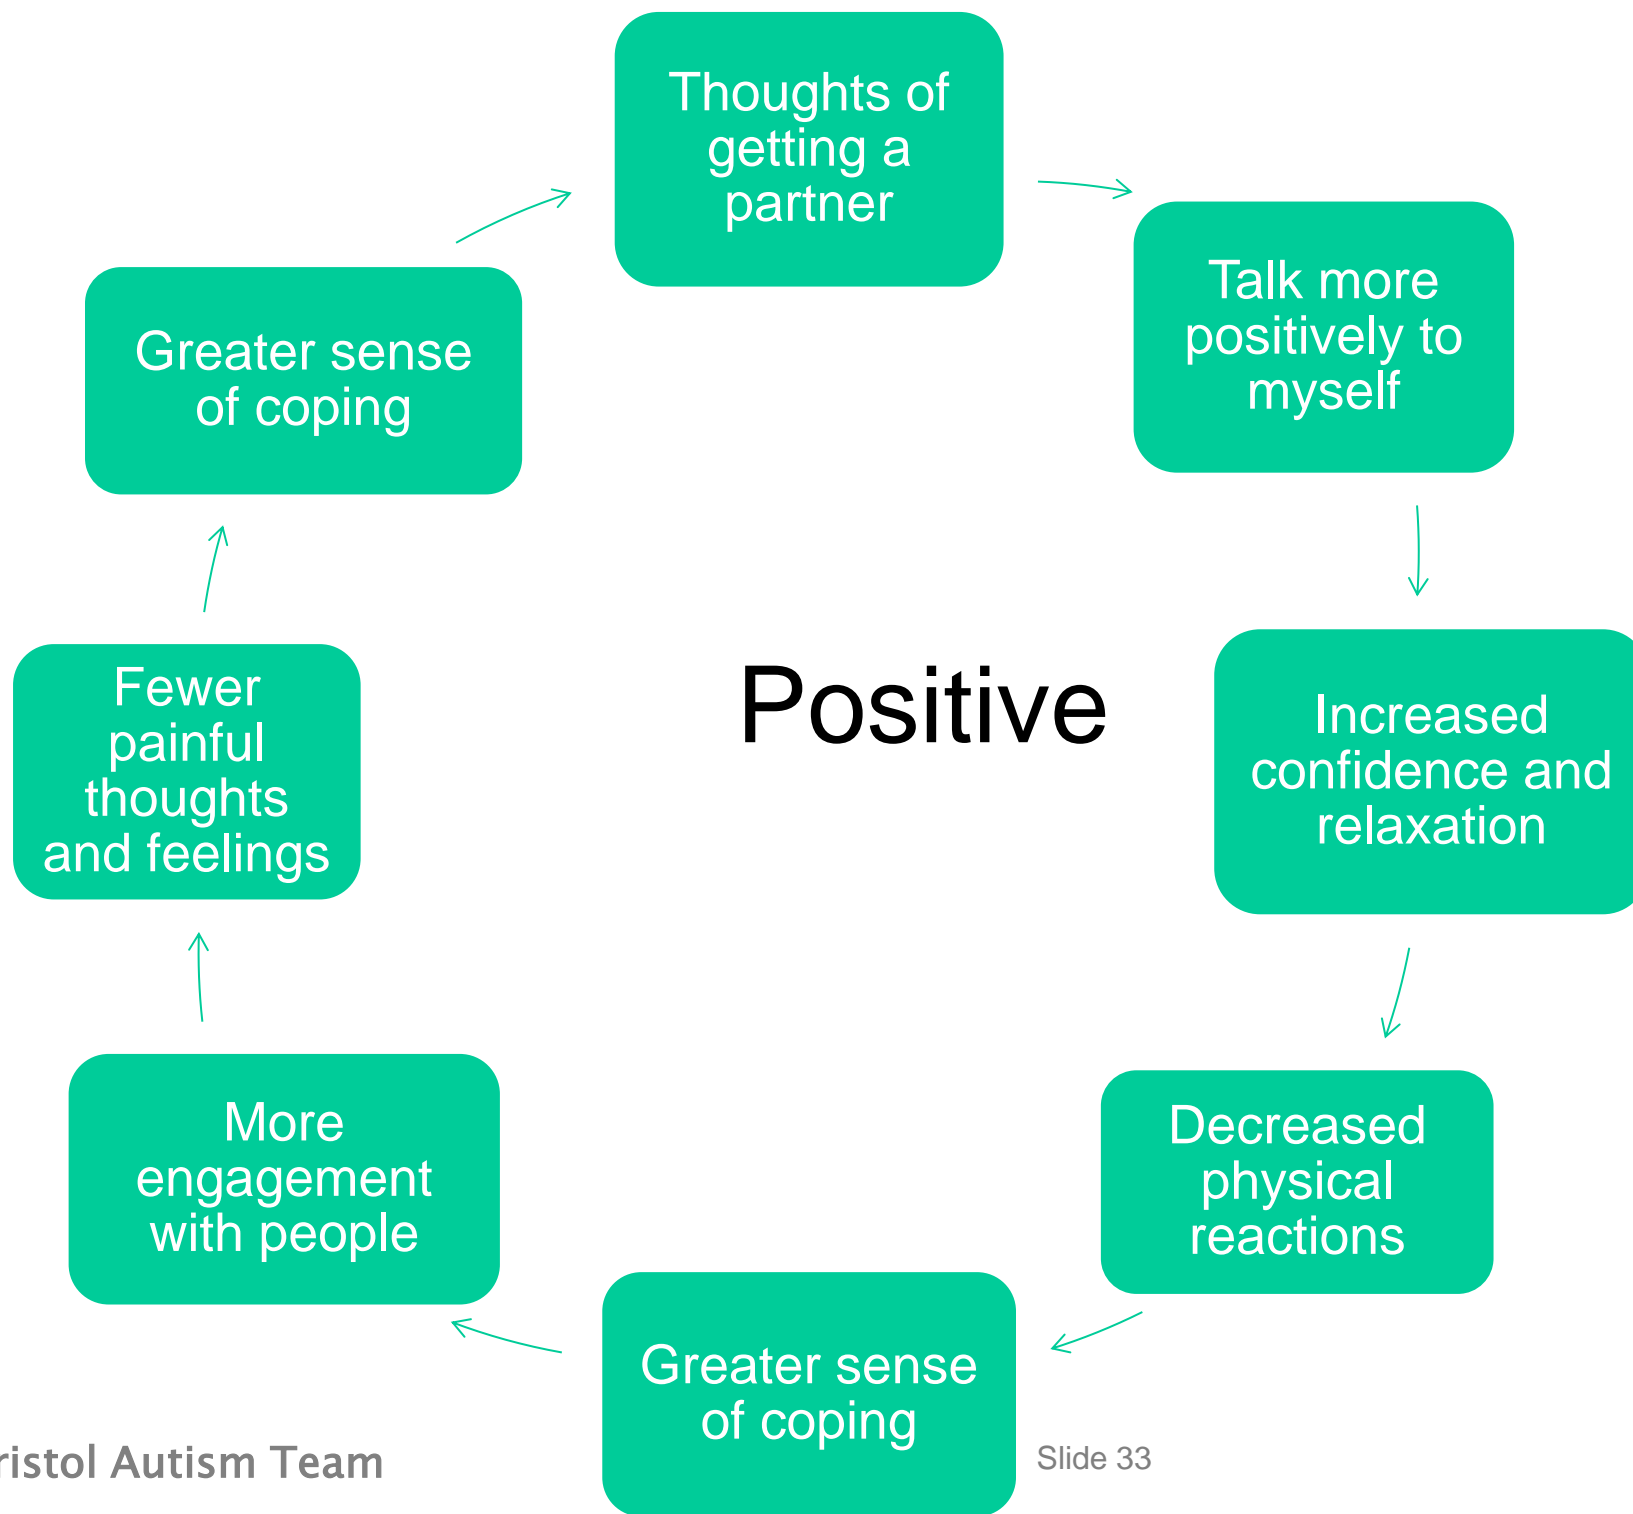 Thoughts of
getting a
partner
Talk more
positively to
myself
Increased
confidence and
relaxation
Decreased
physical
reactions
Greater sense
of coping
More
engagement
with people
Fewer
painful
thoughts
and feelings
Greater sense
of coping
Positive
ristol Autism Team
Slide 33